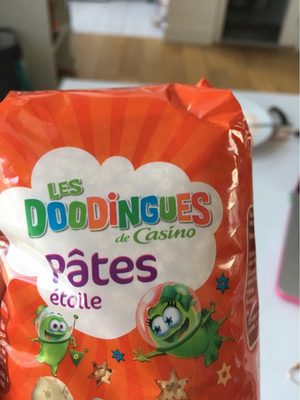 LES
DOODINGUES
de Casino
Pâtes
étoile